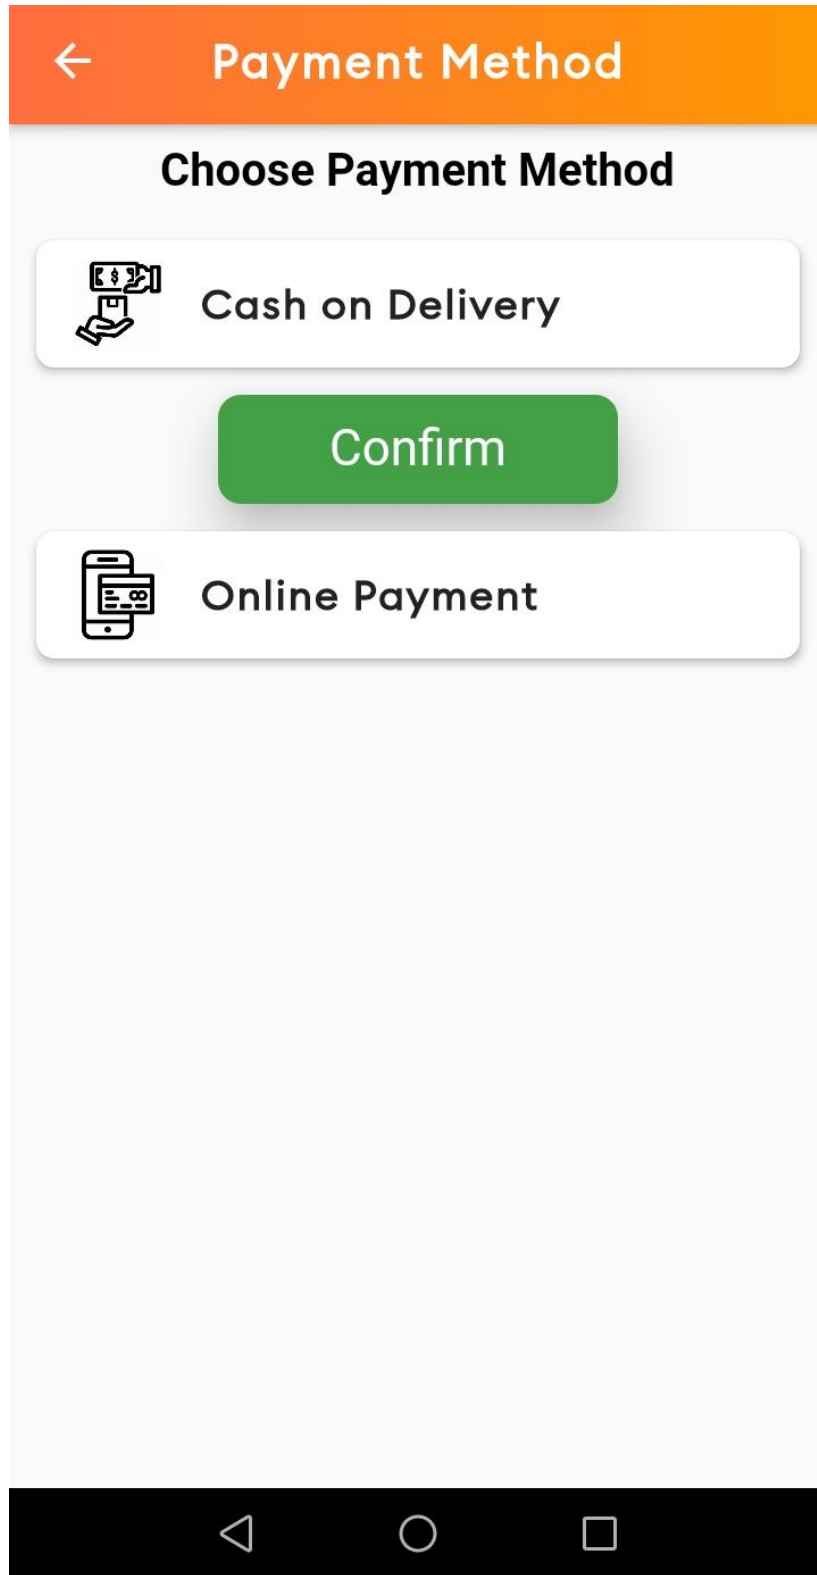 Payment Method
Choose Payment Method
Cash on Delivery
Confirm
Online Payment